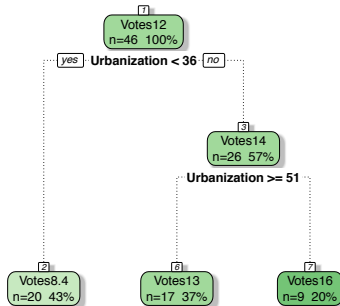 1
Votes12
n=46 100%
yes Urbanization < 36 no
3
Votes14
n=26 57%
Urbanization >= 51
2 6 7
Votes8.4 Votes13 Votes16
n=20 43% n=17 37% n=9 20%